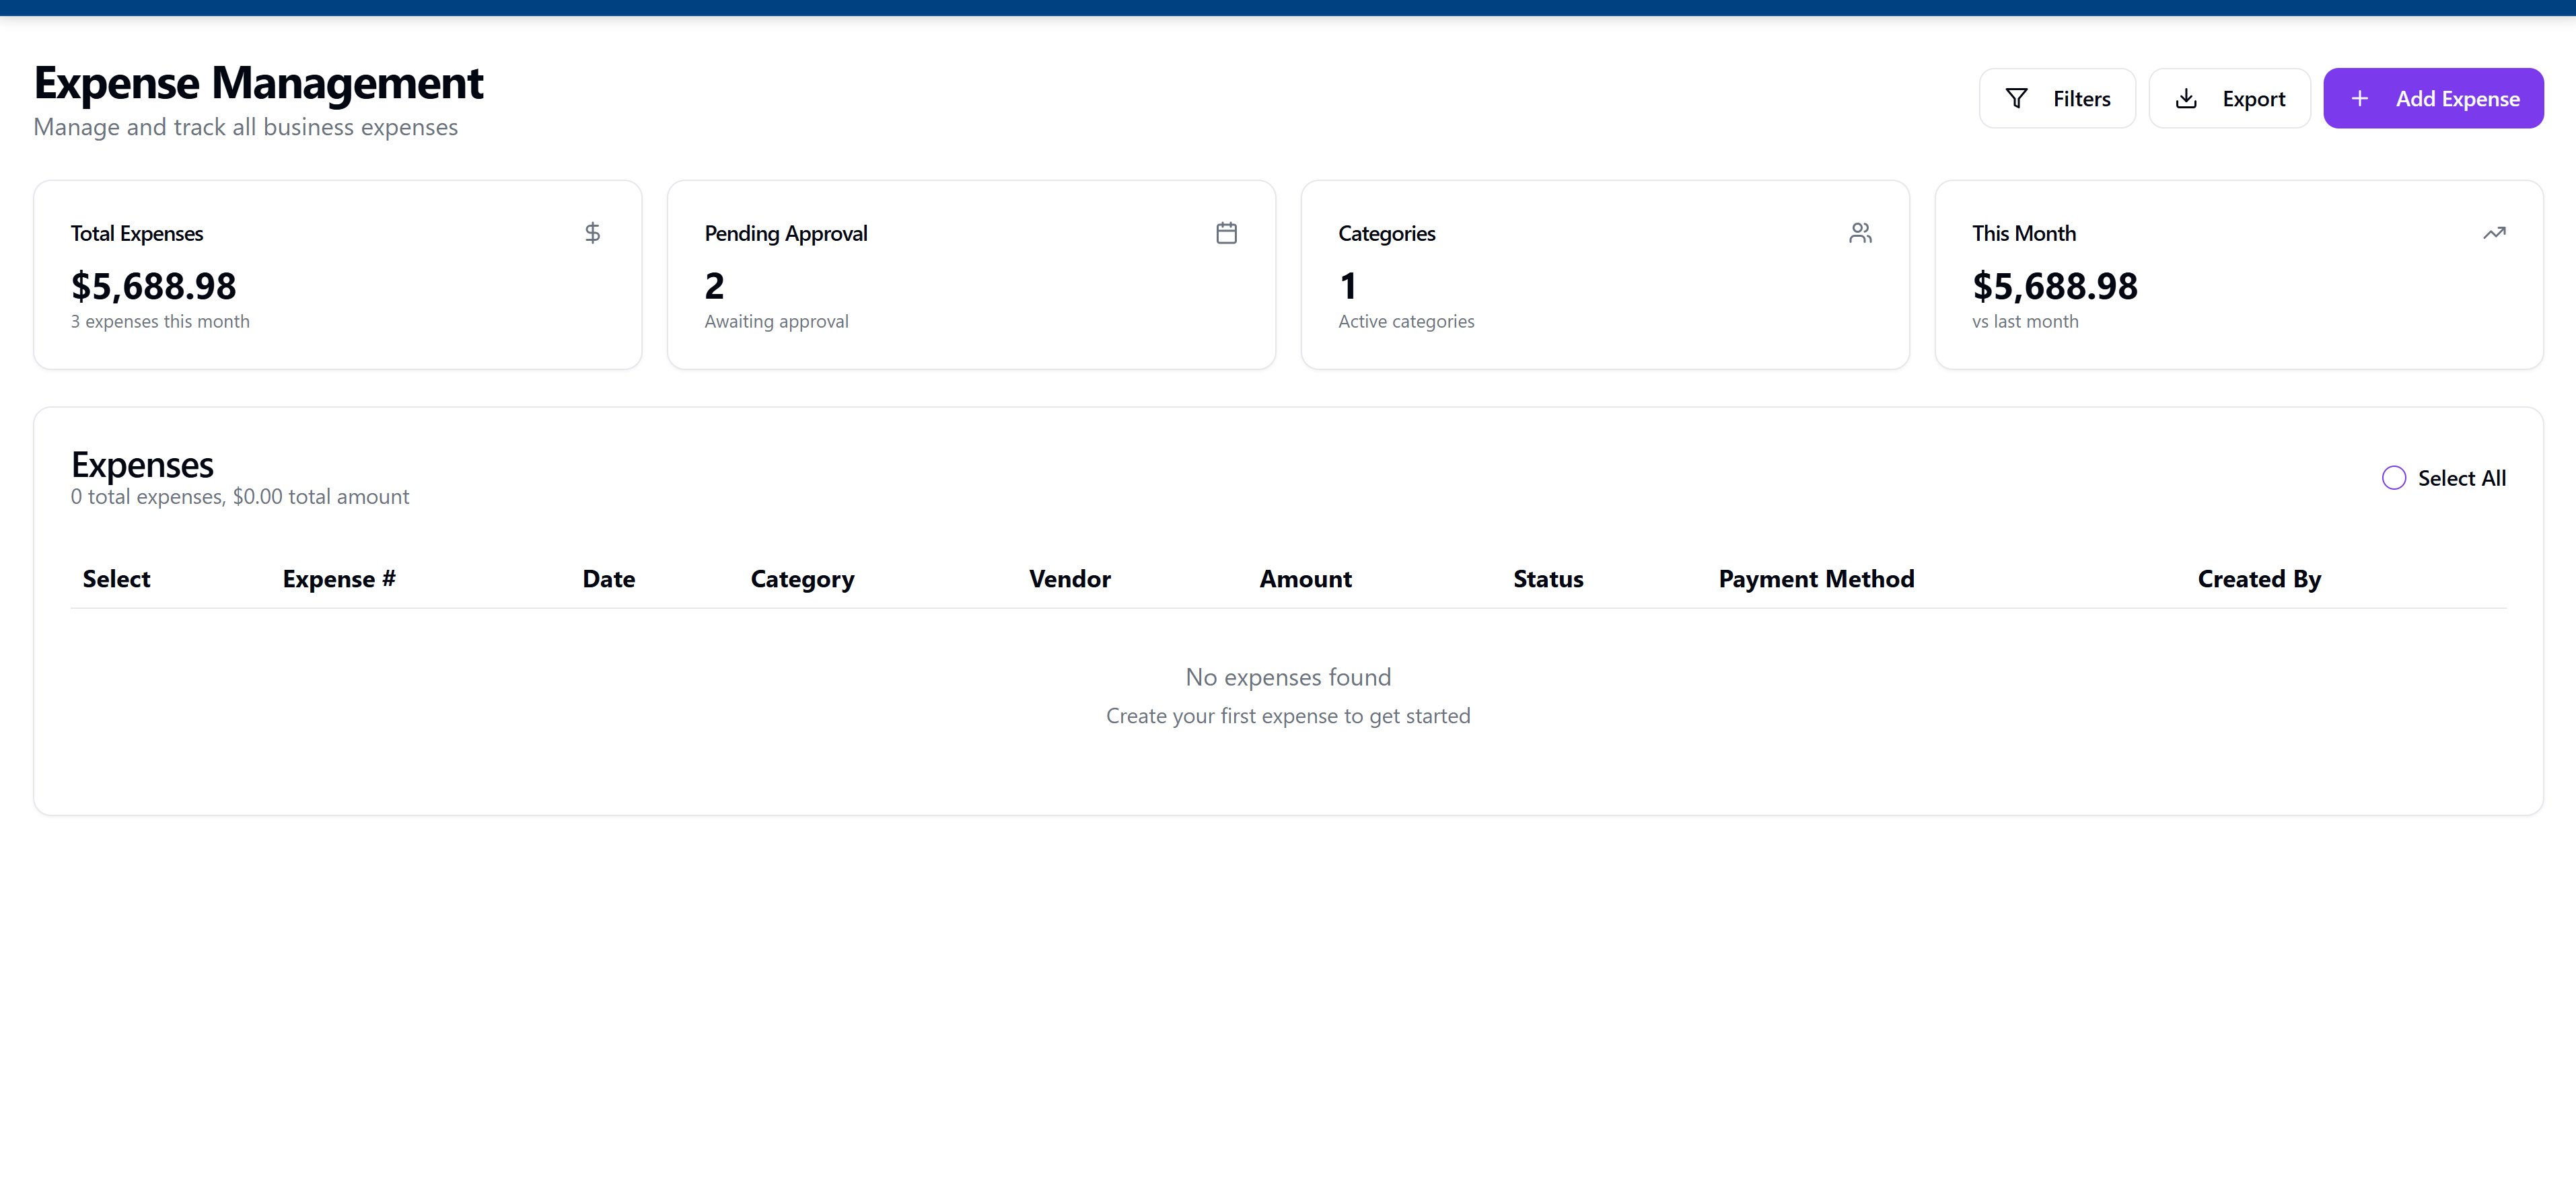 Expense Management
Manage and track all business expenses
Filters
Export
Add Expense
Total Expenses
$5,688.98
3 expenses this month
Pending Approval
2
Awaiting approval
Categories
1
Active categories
This Month
$5,688.98
vs last month
Expenses
0 total expenses, $0.00 total amount
Select All
Select Expense # Date Category Vendor Amount Status Payment Method Created By
No expenses found
Create your first expense to get started